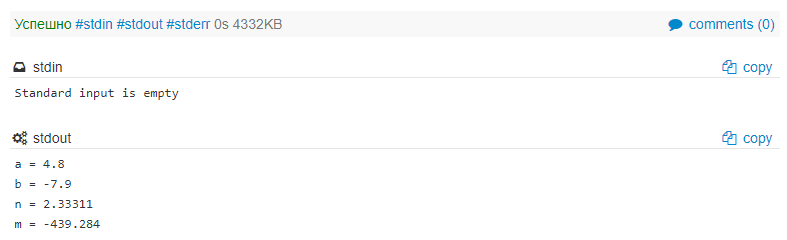 Успешно #stdin #stdout #stderr 0s 4332KB comments (0)
stdin copy
Standard input is empty
stdout copy
a = 4.8
b = -7.9
n = 2.33311
m = -439.284